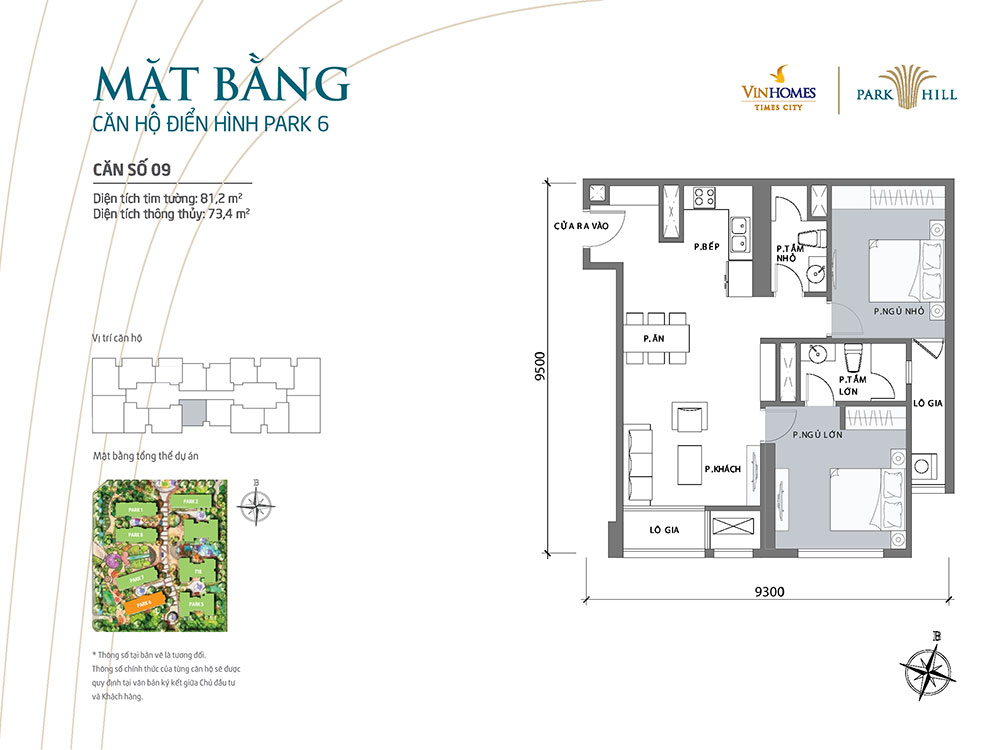 MẶT BẰNG
CĂN HỘ ĐIỂN HÌNH PARK 6
VINHOMES
TIMES CITY
PARK HILL
CĂN SỐ 09
Diện tích tim tường: 81,2 m²
Diện tích thông thủy: 73,4 m²
CỬA RA VÀO
P.BẾP
P.TẮM
NHỎ
P.NGỦ NHỎ
P.ĂN
P.TẮM
LỚN
LÔ GIA
P.NGỦ LỚN
P.KHÁCH
LÔ GIA
9500
9300
B
Vị trí căn hộ
Mặt bằng tổng thể dự án
B
PARK 1
PARK 2
PARK 8
T18
PARK 7
PARK 6
PARK 5
* Thông số tại bản vẽ là tương đối.
Thông số chính thức của từng căn hộ sẽ được
quy định tại văn bản ký kết giữa Chủ đầu tư
và Khách hàng.